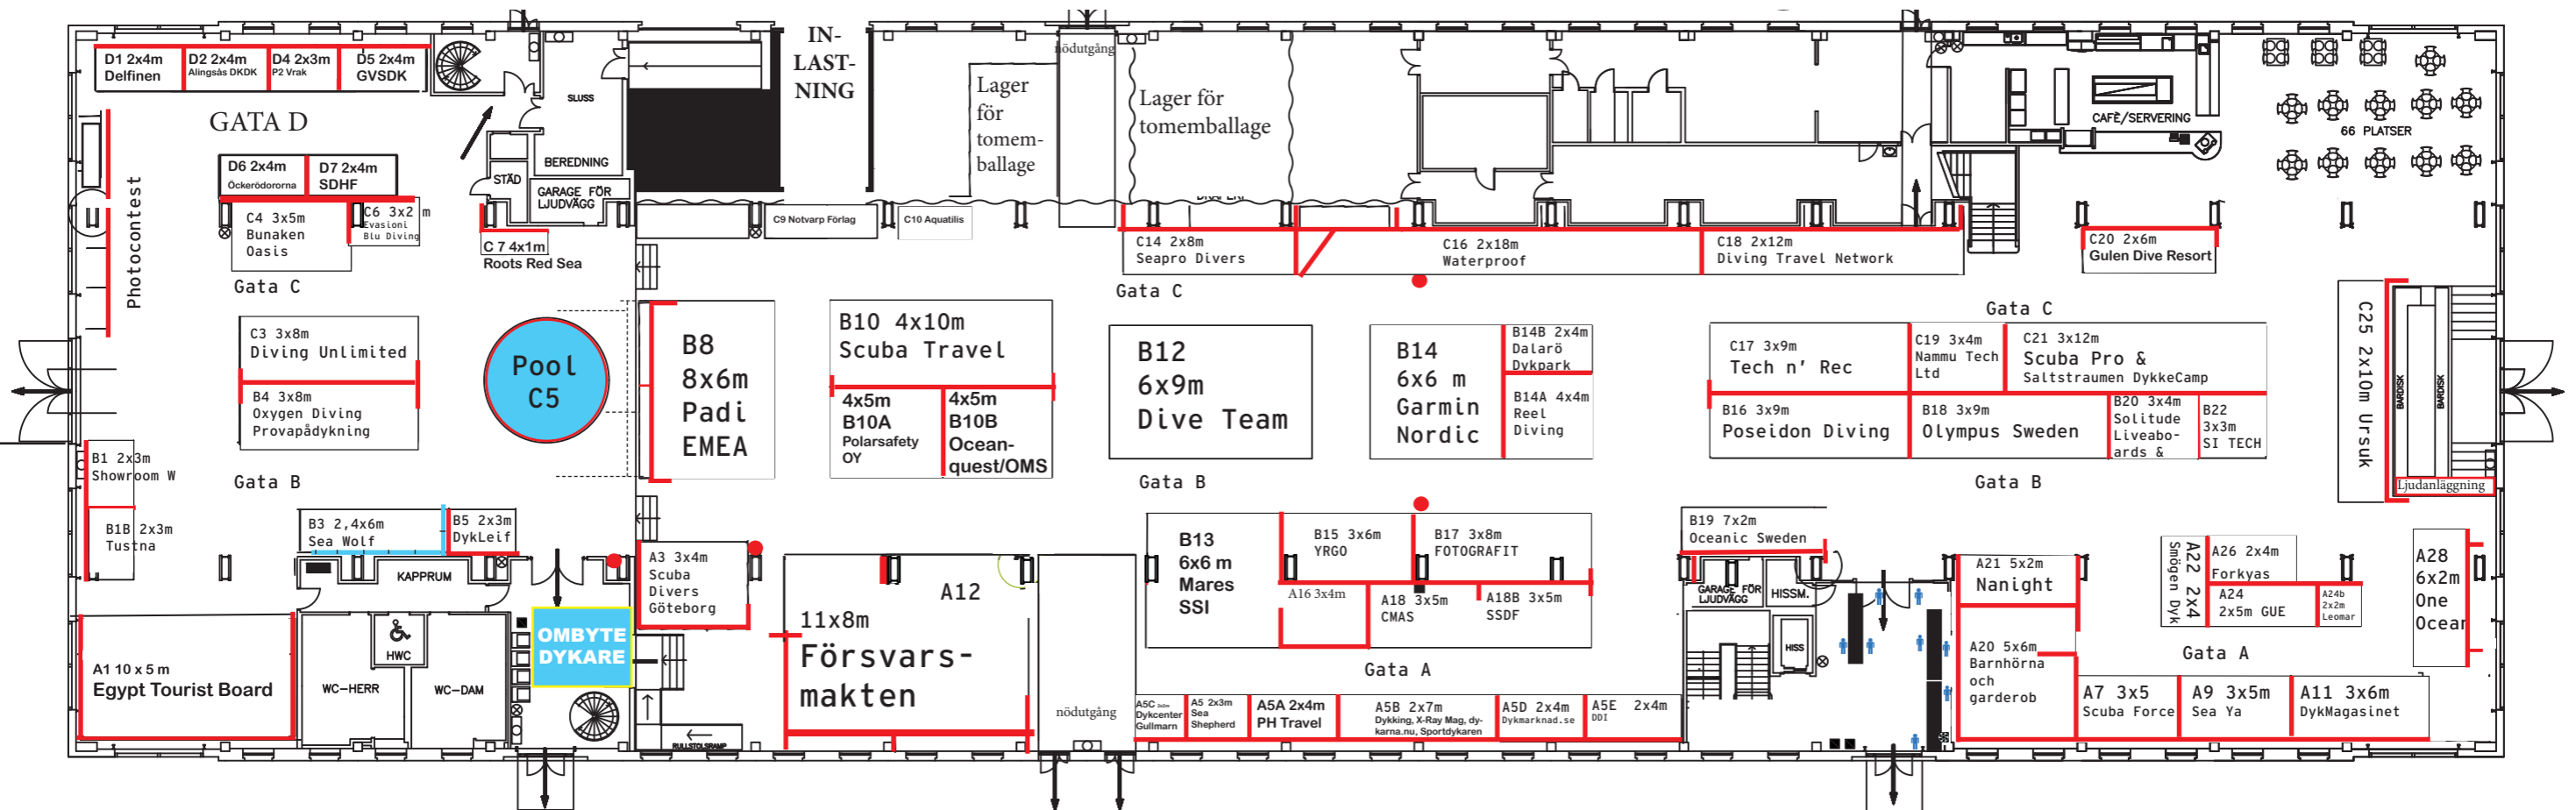 IN-
LAST-
NING
nödutgång
D1 2x4m
Delfinen
D2 2x4m
Alingsås DKDK
D4 2x3m
P2 Vrak
D5 2x4m
GVSDK
GATA D
SLUSS
BEREDNING
STÄD
GARAGE FÖR
LJUDVÄGG
Lager
för
tomem-
ballage
Lager för
tomemballage
CAFÈ/SERVERING
66 PLATSER
D6 2x4m
Öckerödororna
D7 2x4m
SDHF
Photocontest
C4 3x5m
Bunaken
Oasis
C6 3x2 m
Evasioni
Blu Diving
C 7 4x1m
Roots Red Sea
C9 Notvarp Förlag
C10 Aquatilis
C14 2x8m
Seapro Divers
C16 2x18m
Waterproof
C18 2x12m
Diving Travel Network
C20 2x6m
Gulen Dive Resort
Gata C
Gata C
Gata C
C3 3x8m
Diving Unlimited
B4 3x8m
Oxygen Diving
Provapådykning
Pool
C5
B8
8x6m
Padi
EMEA
B10 4x10m
Scuba Travel
4x5m
B10A
Polarsafety
OY
4x5m
B10B
Ocean-
quest/OMS
B12
6x9m
Dive Team
B14
6x6 m
Garmin
Nordic
B14B 2x4m
Dalarö
Dykpark
B14A 4x4m
Reel
Diving
C17 3x9m
Tech n' Rec
C19 3x4m
Nammu Tech
Ltd
C21 3x12m
Scuba Pro &
Saltstraumen DykkeCamp
B16 3x9m
Poseidon Diving
B18 3x9m
Olympus Sweden
B20 3x4m
Solitude
Liveabo-
ards &
B22
3x3m
SI TECH
C25 2x10m Ursuk
BARDISK
BARDISK
Ljudanläggning
B1 2x3m
Showroom W
B1B 2x3m
Tustna
Gata B
Gata B
Gata B
B3 2,4x6m
Sea Wolf
B5 2x3m
DykLeif
KAPPRUM
A3 3x4m
Scuba
Divers
Göteborg
A12
11x8m
Försvars-
makten
B13
6x6 m
Mares
SSI
B15 3x6m
YRGO
B17 3x8m
FOTOGRAFIT
A16 3x4m
A18 3x5m
CMAS
A18B 3x5m
SSDF
B19 7x2m
Oceanic Sweden
GARAGE FÖR
LJUDVÄGG
HISSM.
HISS
A21 5x2m
Nanight
A20 5x6m
Barnhörna
och
garderob
A22 2x4
Smögen Dyk
A26 2x4m
Forkyas
A24
2x5m GUE
A24b
2x2m
Leomar
A28
6x2m
One
Ocean
Gata A
Gata A
A1 10 x 5 m
Egypt Tourist Board
HWC
WC-HERR
WC-DAM
OMBYTE
DYKARE
RULLSTOLSRAMP
nödutgång
A5C
Dykcenter
Gullmarn
A5 2x3m
Sea
Shepherd
A5A 2x4m
PH Travel
A5B 2x7m
Dykking, X-Ray Mag, dy-
karna.nu, Sportdykaren
A5D 2x4m
Dykmarknad.se
A5E 2x4m
DDI
A7 3x5
Scuba Force
A9 3x5m
Sea Ya
A11 3x6m
DykMagasinet